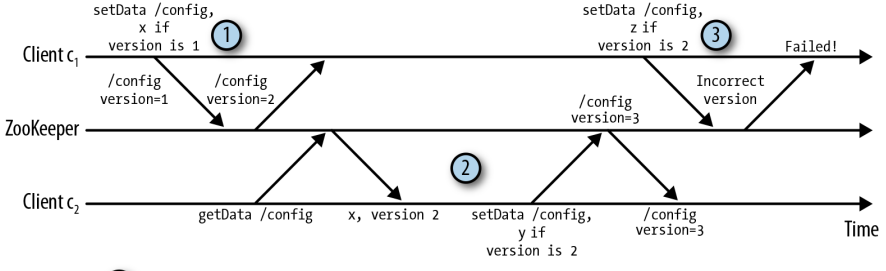 setData /config,
x if
version is 1
1
setData /config,
z if
version is 2
3
Failed!
Client c1
/config
version=1
/config
version=2
Incorrect
version
/config
version=3
ZooKeeper
2
Client c2
getData /config
x, version 2
setData /config,
y if
version is 2
/config
version=3
Time